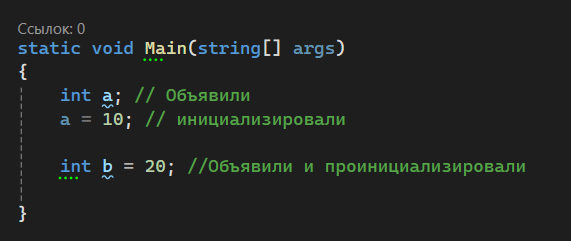 Ссылок: 0
static void Main(string[] args)
{
int a; // Объявили
a = 10; // инициализировали
int b = 20; //Объявили и проинициализировали
}